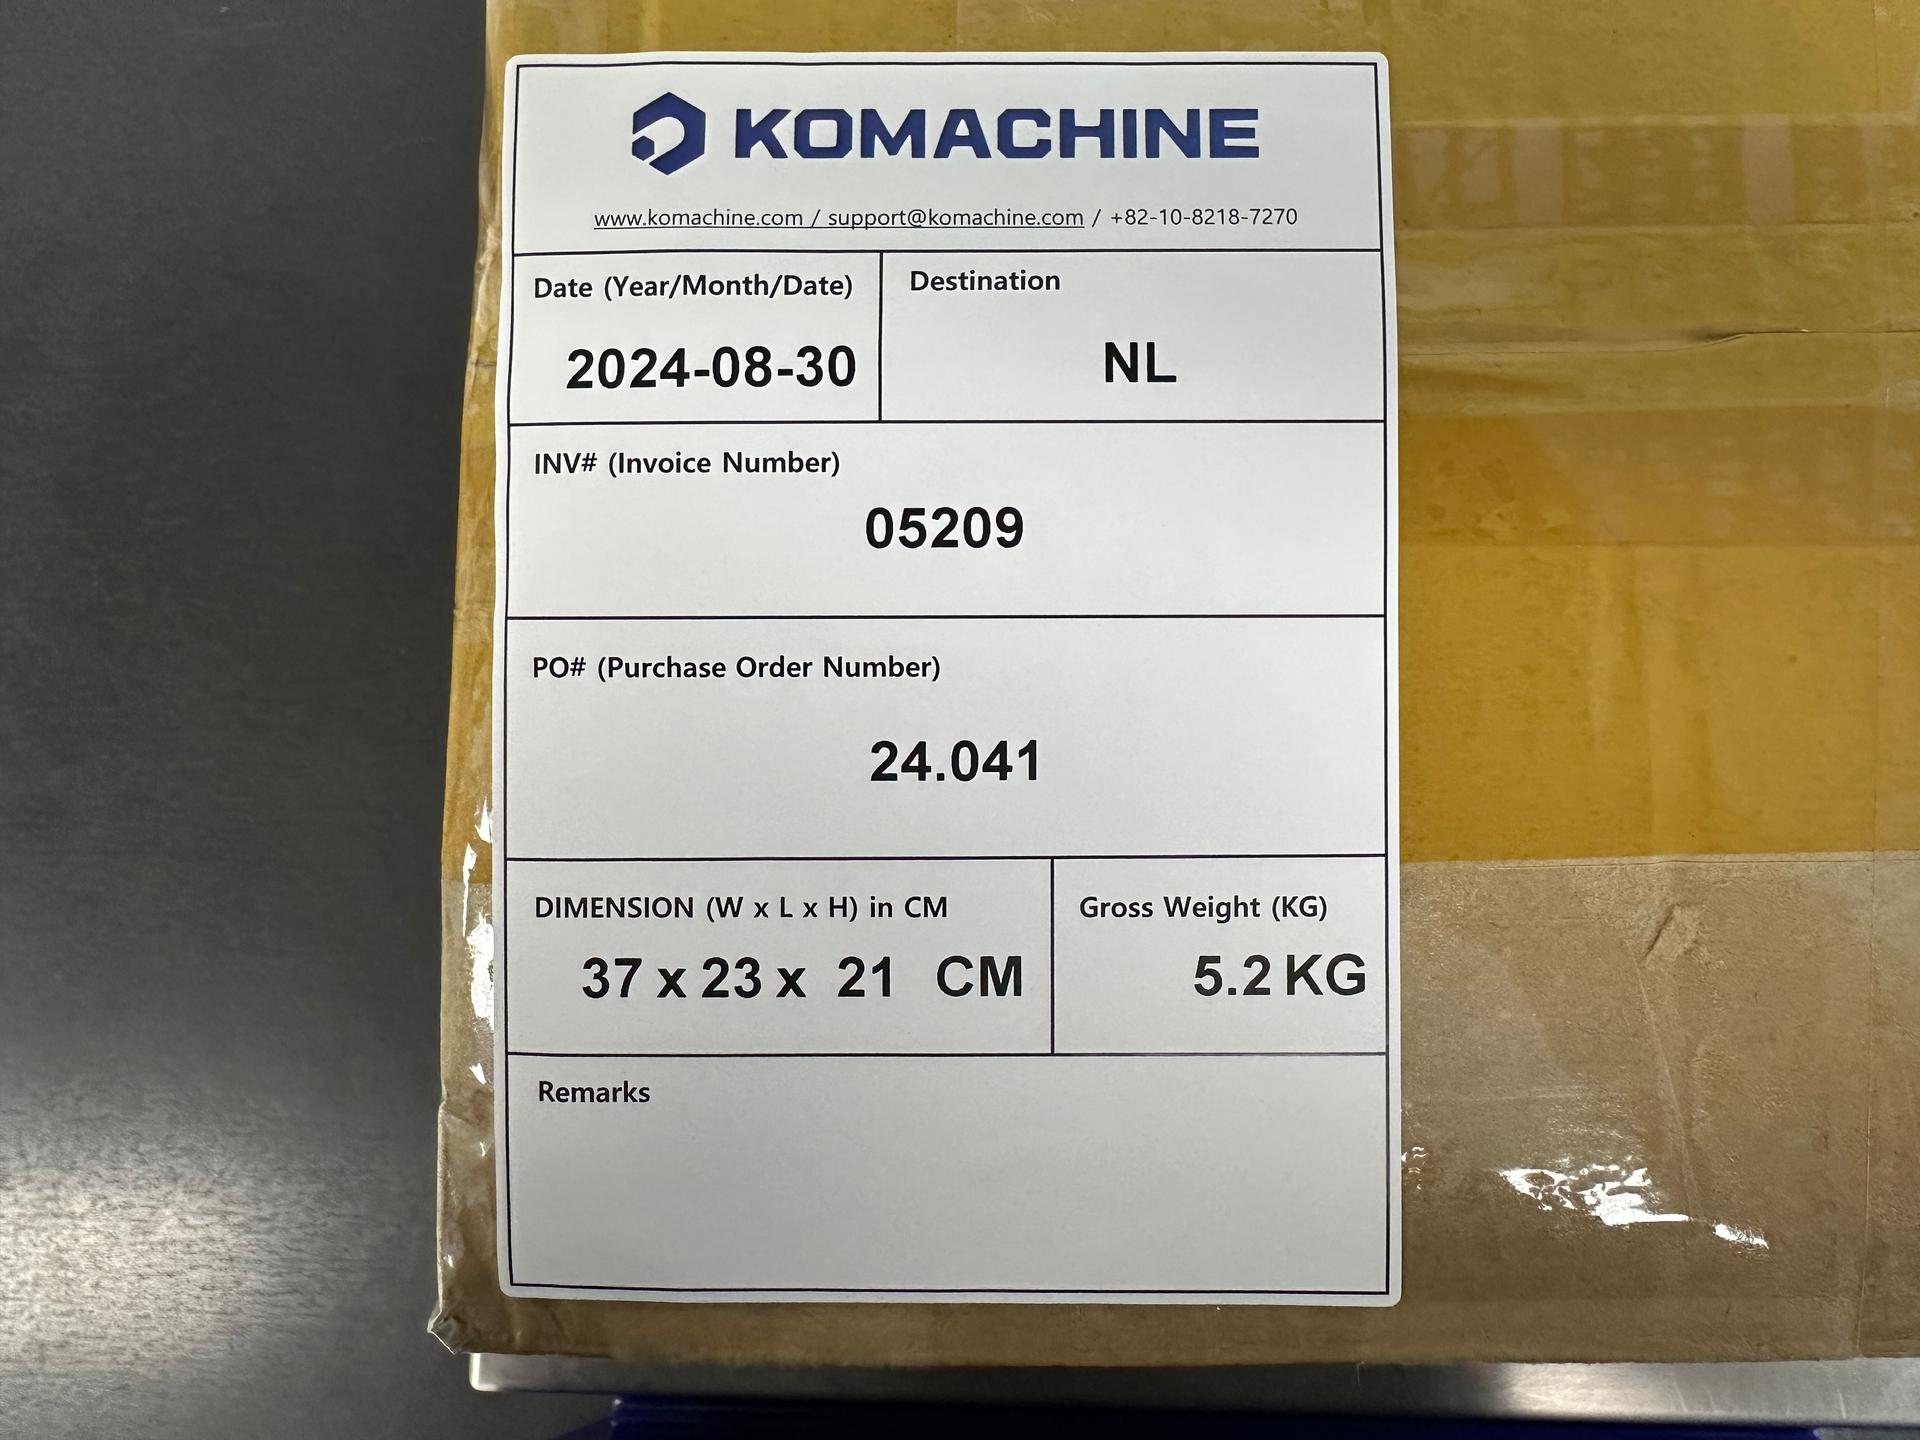 KOMACHINE
www.komachine.com / support@komachine.com / +82-10-8218-7270
Date (Year/Month/Date)
2024-08-30
Destination
NL
INV# (Invoice Number)
05209
PO# (Purchase Order Number)
24.041
DIMENSION (W x L x H) in CM
37 x 23 x 21 CM
Gross Weight (KG)
5.2 KG
Remarks